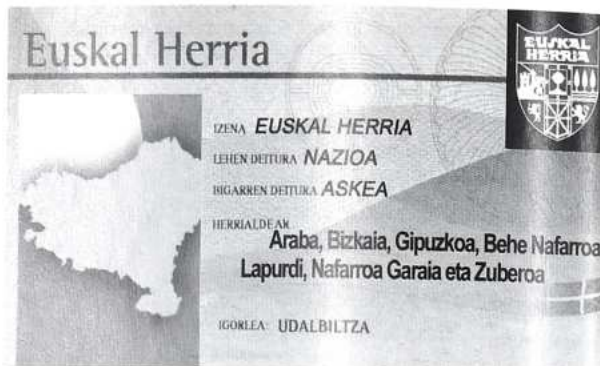 Euskal Herria
EUSKAL
HERRIA
IZENA EUSKAL HERRIA
LEHEN DEITURA NAZIOA
BIGARREN DEITURA ASKEA
HERRIALDEAK
Araba, Bizkaia, Gipuzkoa, Behe Nafarroa
Lapurdi, Nafarroa Garaia eta Zuberoa
IGORLEA: UDALBILTZA